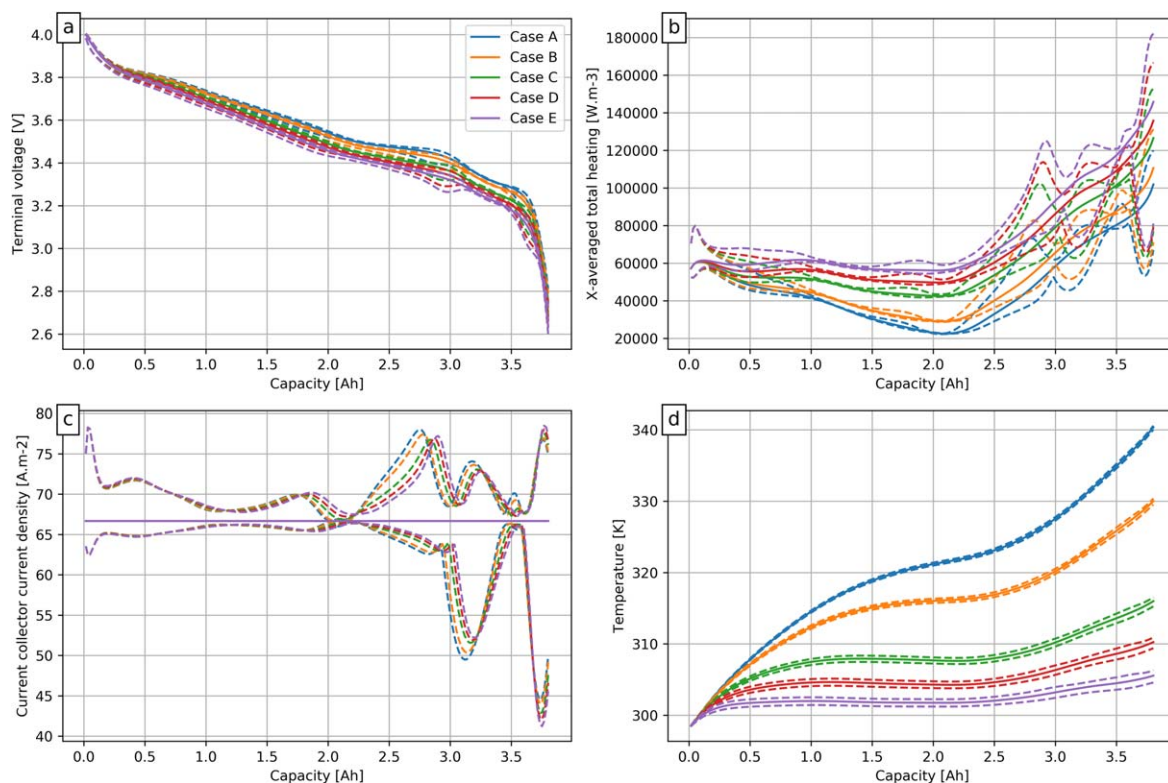 a
4.0
3.8
3.6
3.4
3.2
3.0
2.8
2.6
Terminal voltage [V]
0.0 0.5 1.0 1.5 2.0 2.5 3.0 3.5
Capacity [Ah]
Case A
Case B
Case C
Case D
Case E
b
180000
160000
140000
120000
100000
80000
60000
40000
20000
X-averaged total heating [W.m-3]
0.0 0.5 1.0 1.5 2.0 2.5 3.0 3.5
Capacity [Ah]
c
80
75
70
65
60
55
50
45
40
Current collector current density [A.m-2]
0.0 0.5 1.0 1.5 2.0 2.5 3.0 3.5
Capacity [Ah]
d
340
330
320
310
300
Temperature [K]
0.0 0.5 1.0 1.5 2.0 2.5 3.0 3.5
Capacity [Ah]